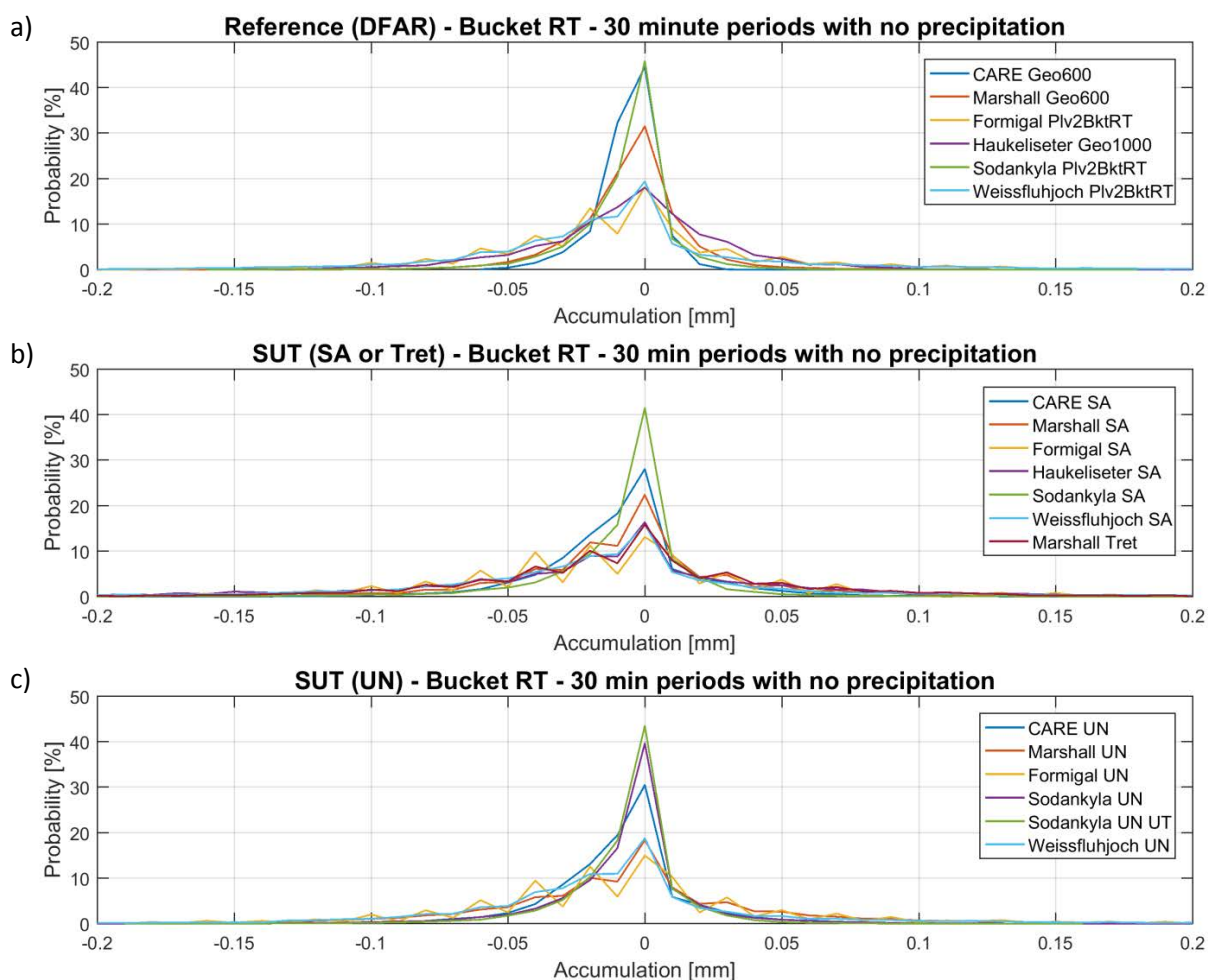 a)
Reference (DFAR) - Bucket RT - 30 minute periods with no precipitation
Probability [%]
50
40
30
20
10
0
CARE Geo600
Marshall Geo600
Formigal Plv2BktRT
Haukeliseter Geo1000
Sodankyla Plv2BktRT
Weissfluhjoch Plv2BktRT
-0.2 -0.15 -0.1 -0.05 0 0.05 0.1 0.15 0.2
Accumulation [mm]
b)
SUT (SA or Tret) - Bucket RT - 30 min periods with no precipitation
Probability [%]
50
40
30
20
10
0
CARE SA
Marshall SA
Formigal SA
Haukeliseter SA
Sodankyla SA
Weissfluhjoch SA
Marshall Tret
-0.2 -0.15 -0.1 -0.05 0 0.05 0.1 0.15 0.2
Accumulation [mm]
c)
SUT (UN) - Bucket RT - 30 min periods with no precipitation
Probability [%]
50
40
30
20
10
0
CARE UN
Marshall UN
Formigal UN
Sodankyla UN
Sodankyla UN UT
Weissfluhjoch UN
-0.2 -0.15 -0.1 -0.05 0 0.05 0.1 0.15 0.2
Accumulation [mm]